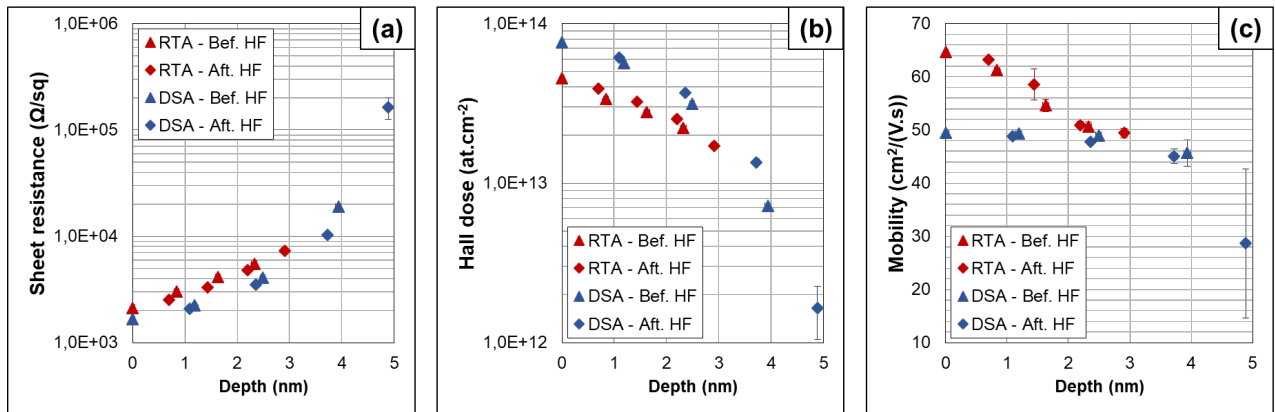 (a)
1,0E+06
1,0E+05
1,0E+04
1,0E+03
Sheet resistance (Ω/sq)
RTA - Bef. HF
RTA - Aft. HF
DSA - Bef. HF
DSA - Aft. HF
0 1 2 3 4 5
Depth (nm)
(b)
1,0E+14
1,0E+13
1,0E+12
Hall dose (at.cm⁻²)
RTA - Bef. HF
RTA - Aft. HF
DSA - Bef. HF
DSA - Aft. HF
0 1 2 3 4 5
Depth (nm)
(c)
70
60
50
40
30
20
10
Mobility (cm²/(V.s))
RTA - Bef. HF
RTA - Aft. HF
DSA - Bef. HF
DSA - Aft. HF
0 1 2 3 4 5
Depth (nm)